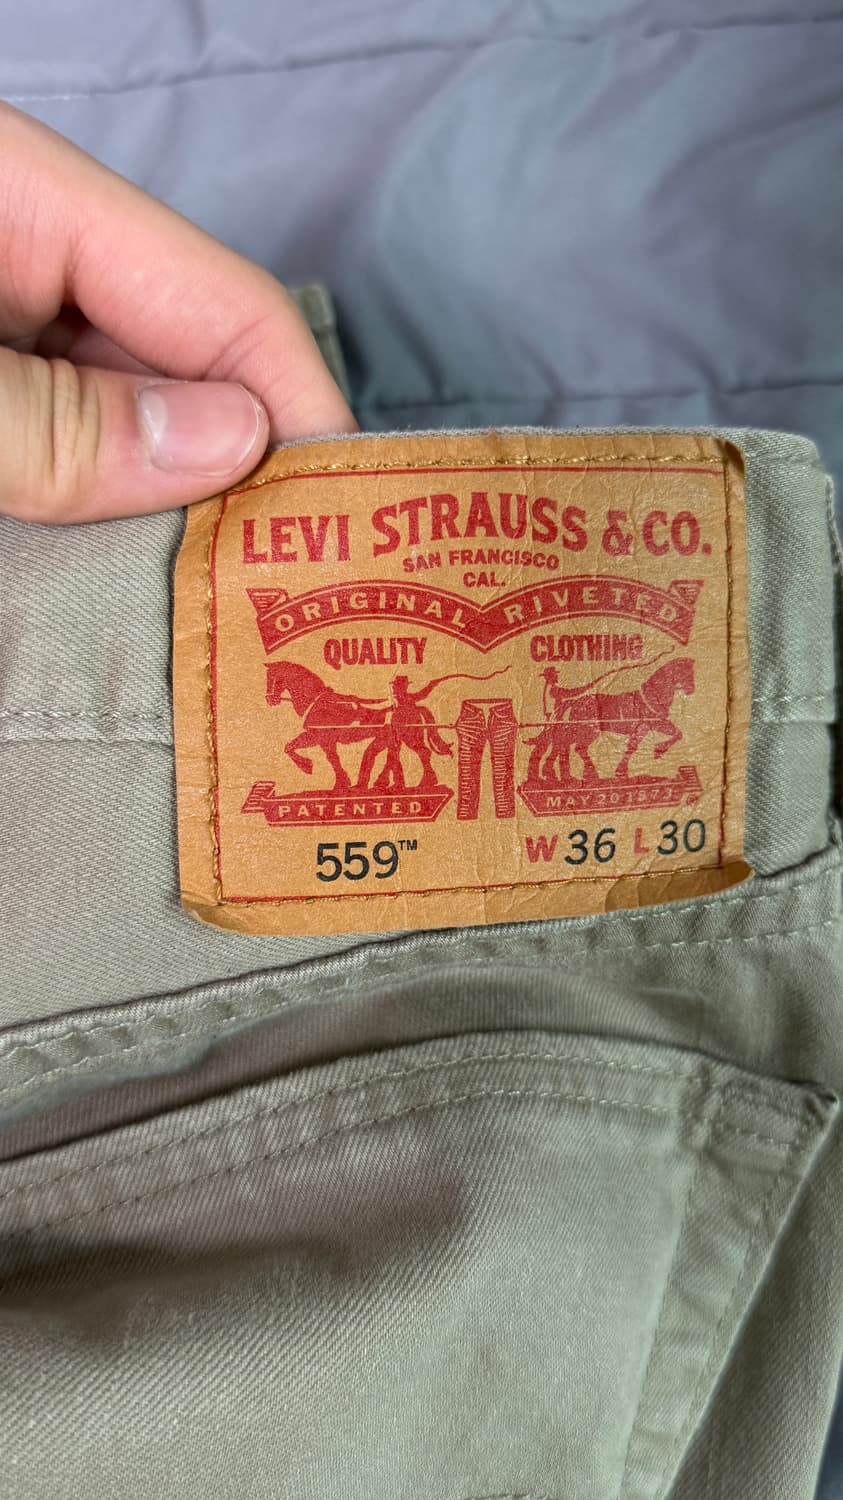 LEVI STRAUSS & CO.
SAN FRANCISCO
CAL.
ORIGINAL RIVETED
QUALITY CLOTHING
PATENTED MAY 20 1873
559™ W 36 L 30